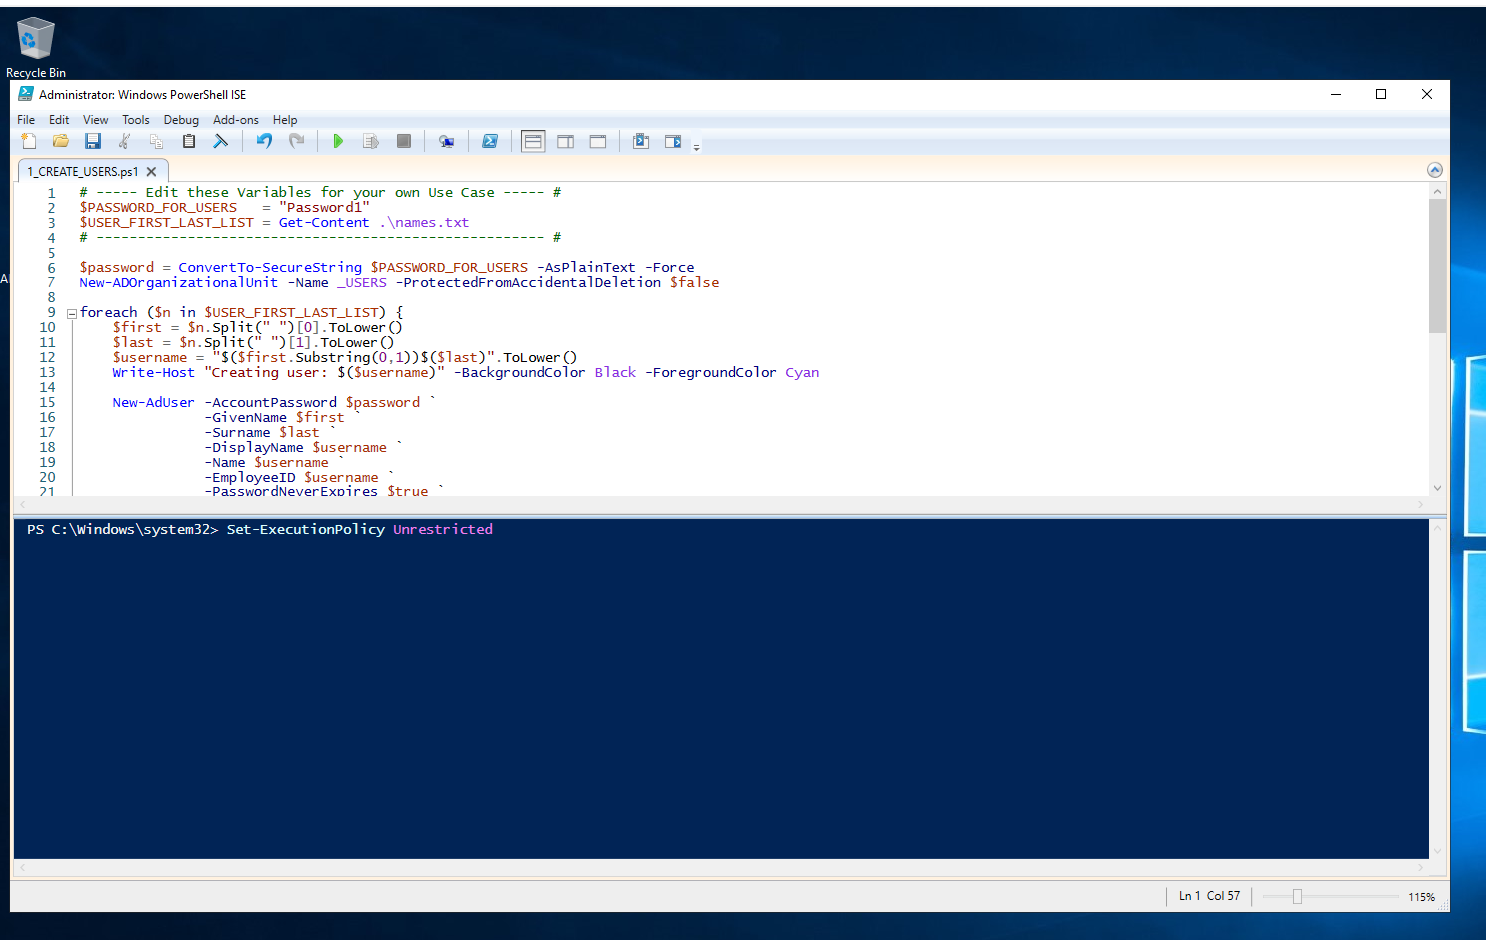 Recycle Bin
Administrator: Windows PowerShell ISE
File Edit View Tools Debug Add-ons Help
1_CREATE_USERS.ps1
1 # ----- Edit these Variables for your own Use Case ----- #
2 $PASSWORD_FOR_USERS   = "Password1"
3 $USER_FIRST_LAST_LIST = Get-Content .\names.txt
4 # ------------------------------------------------------ #
5
6 $password = ConvertTo-SecureString $PASSWORD_FOR_USERS -AsPlainText -Force
7 New-ADOrganizationalUnit -Name _USERS -ProtectedFromAccidentalDeletion $false
8
9 foreach ($n in $USER_FIRST_LAST_LIST) {
10     $first = $n.Split(" ")[0].ToLower()
11     $last = $n.Split(" ")[1].ToLower()
12     $username = "$($first.Substring(0,1))$($last)".ToLower()
13     Write-Host "Creating user: $($username)" -BackgroundColor Black -ForegroundColor Cyan
14
15     New-AdUser -AccountPassword $password `
16                -GivenName $first `
17                -Surname $last `
18                -DisplayName $username `
19                -Name $username `
20                -EmployeeID $username `
21                -PasswordNeverExpires $true `
PS C:\Windows\system32> Set-ExecutionPolicy Unrestricted
Ln 1 Col 57
115%